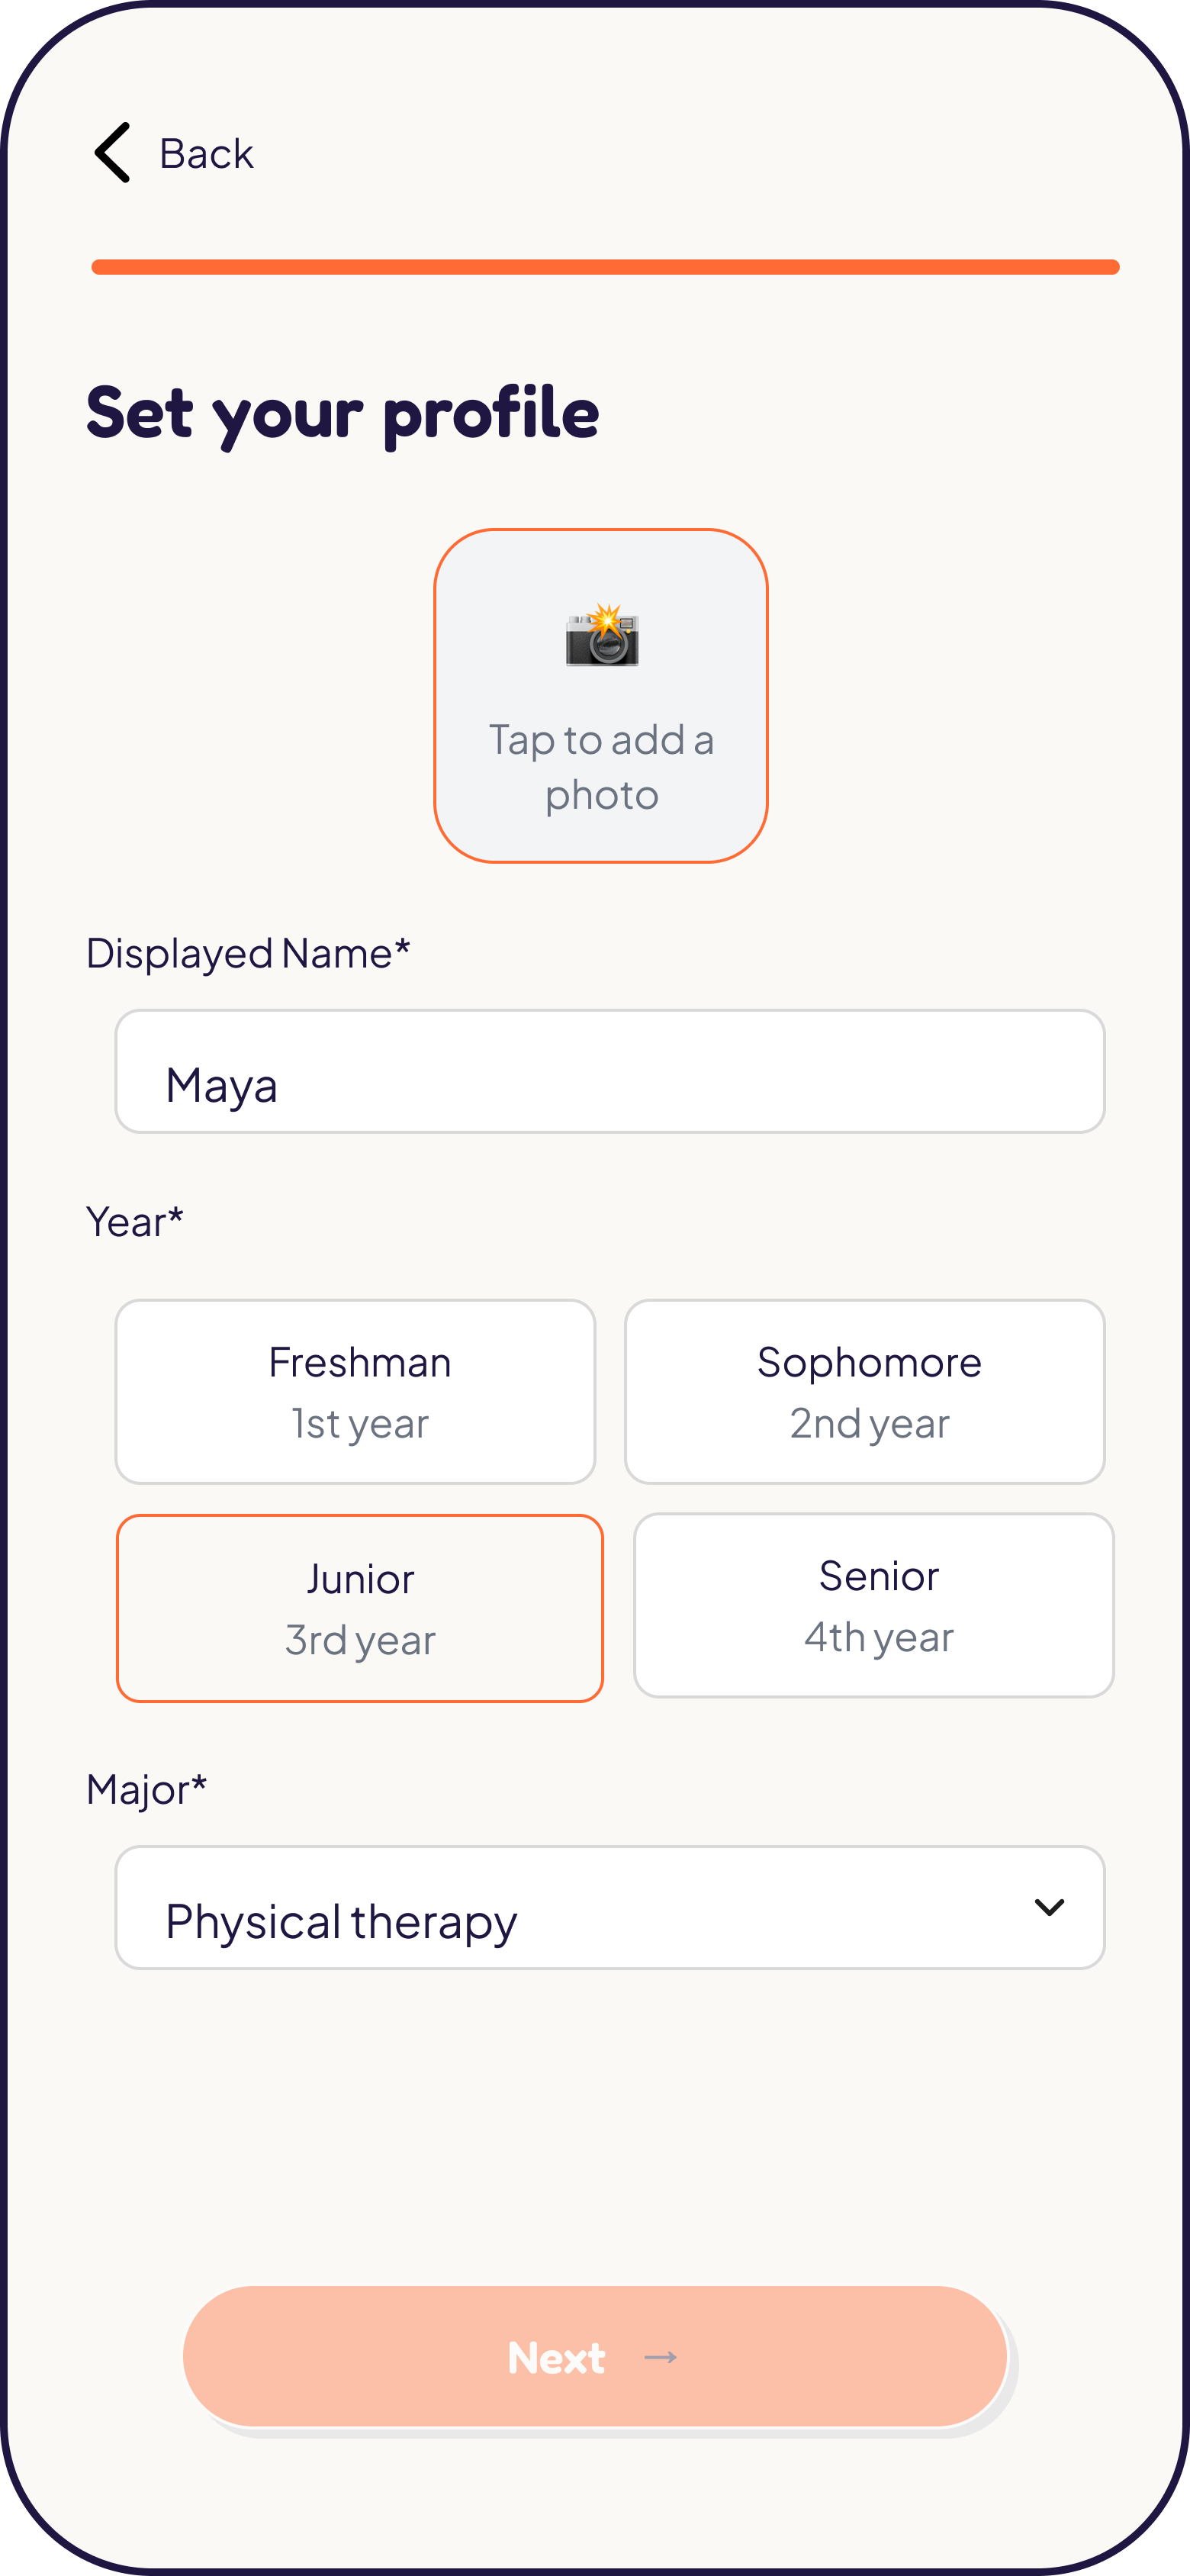 Back
Set your profile
Tap to add a
photo
Displayed Name*
Maya
Year*
Freshman
1st year
Sophomore
2nd year
Junior
3rd year
Senior
4th year
Major*
Physical therapy
Next →